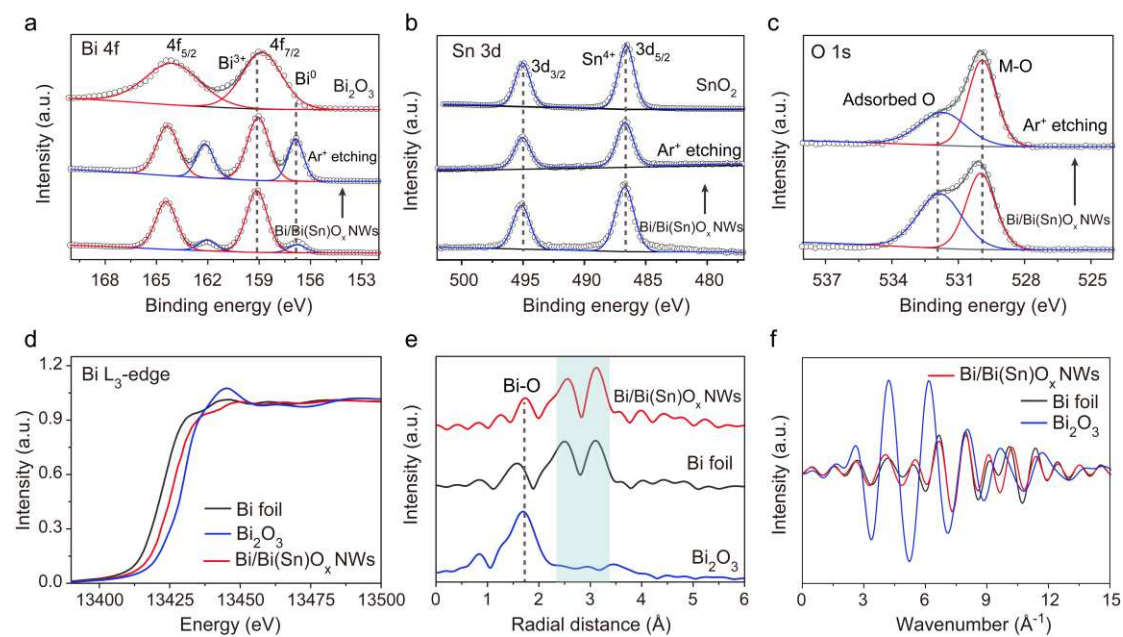 a
Bi 4f
4f5/2
Bi3+
4f7/2
Bi0
Bi2O3
Ar+ etching
Bi/Bi(Sn)Ox NWs
Intensity (a.u.)
168 165 162 159 156 153
Binding energy (eV)
b
Sn 3d
3d3/2
Sn4+
3d5/2
SnO2
Ar+ etching
Bi/Bi(Sn)Ox NWs
Intensity (a.u.)
500 495 490 485 480
Binding energy (eV)
c
O 1s
M-O
Adsorbed O
Ar+ etching
Bi/Bi(Sn)Ox NWs
Intensity (a.u.)
537 534 531 528 525
Binding energy (eV)
d
Bi L3-edge
1.2
0.9
0.6
0.3
0.0
Intensity (a.u.)
Bi foil
Bi2O3
Bi/Bi(Sn)Ox NWs
13400 13425 13450 13475 13500
Energy (eV)
e
Bi-O
Bi/Bi(Sn)Ox NWs
Bi foil
Bi2O3
Intensity (a.u.)
0 1 2 3 4 5 6
Radial distance (Å)
f
Bi/Bi(Sn)Ox NWs
Bi foil
Bi2O3
Intensity (a.u.)
0 3 6 9 12 15
Wavenumber (Å-1)